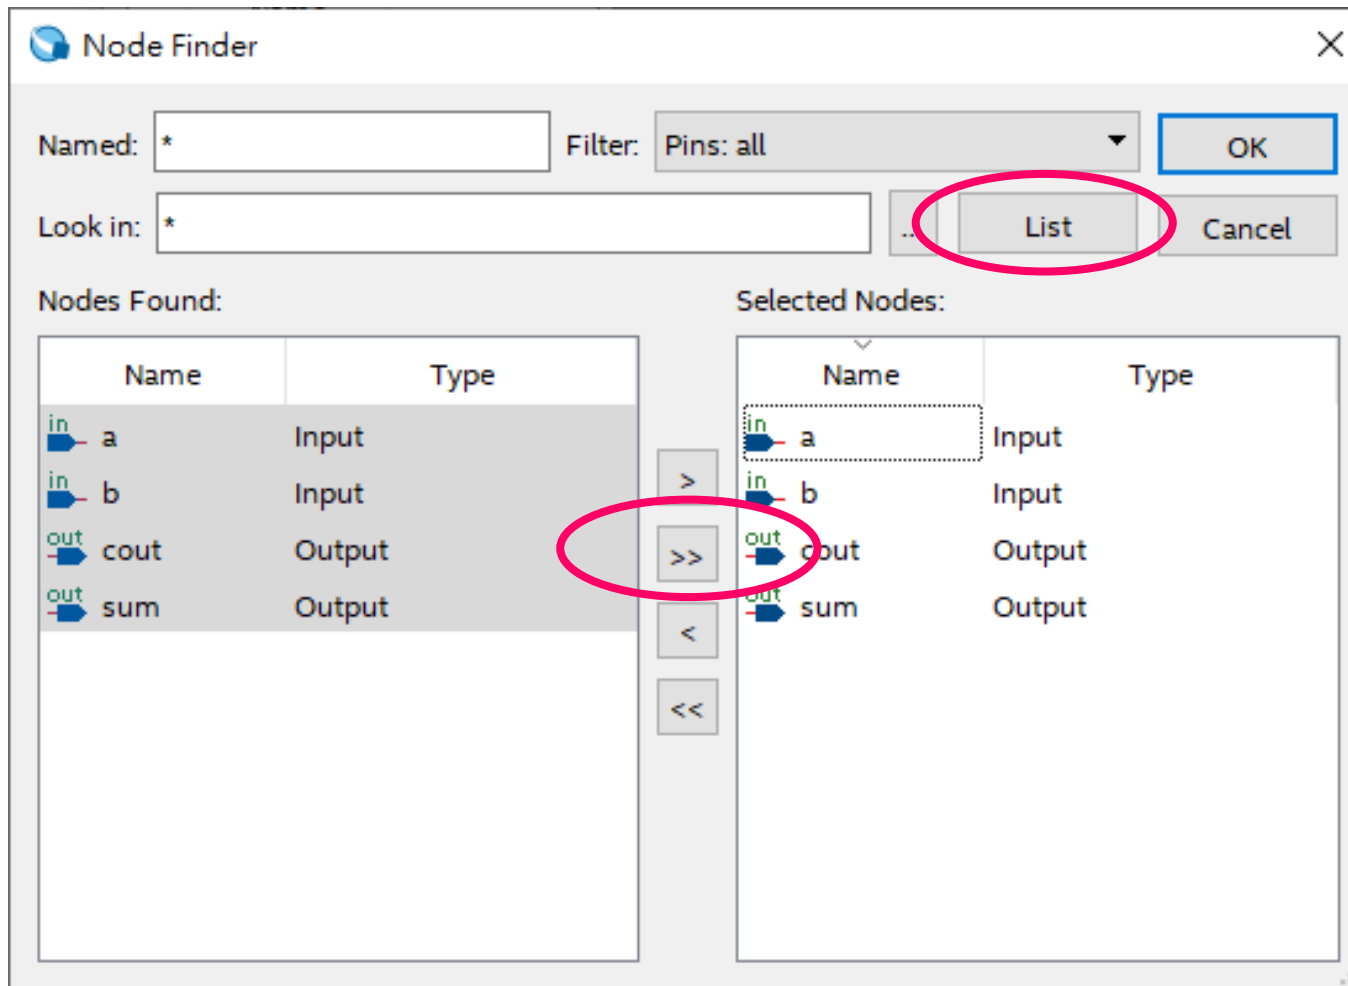 Node Finder
Named: * Filter: Pins: all OK
Look in: * .. List Cancel
Nodes Found: Selected Nodes:
Name Type Name Type
in a Input in a Input
in b Input in b Input
out cout Output out cout Output
out sum Output out sum Output
>
>>
<
<<